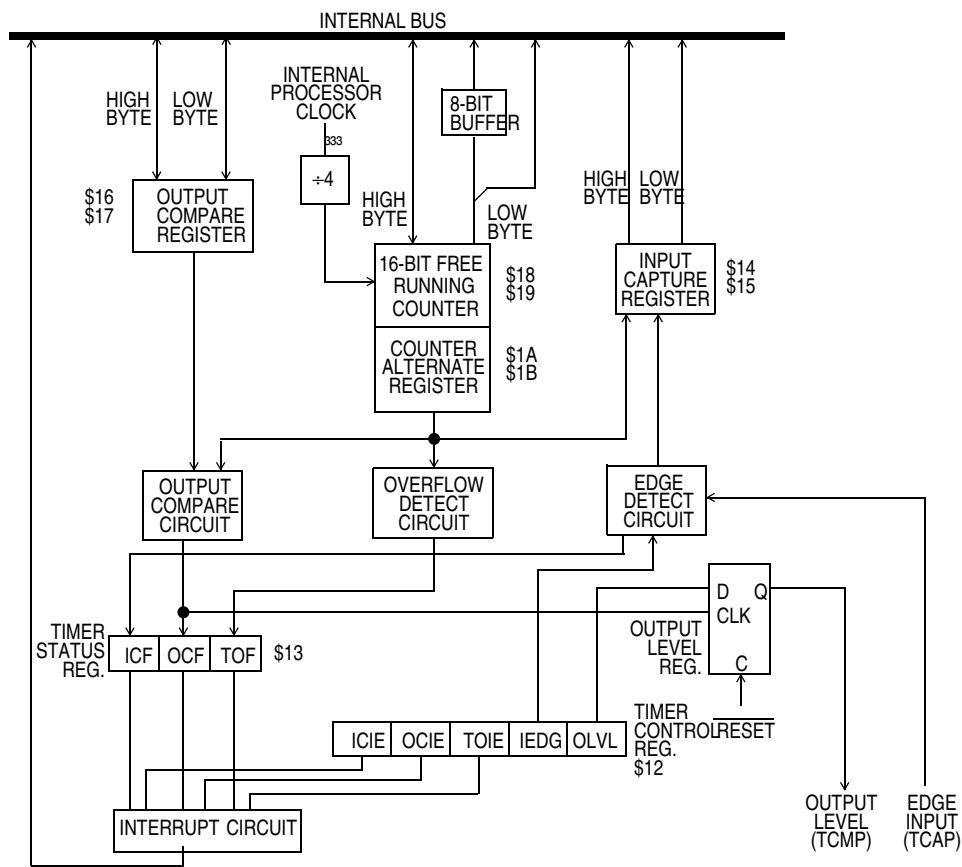 INTERNAL BUS
HIGH
BYTE
LOW
BYTE
INTERNAL
PROCESSOR
CLOCK
333
÷4
8-BIT
BUFFER
HIGH
BYTE
LOW
BYTE
HIGH
BYTE
LOW
BYTE
$16
$17
OUTPUT
COMPARE
REGISTER
16-BIT FREE
RUNNING
COUNTER
$18
$19
INPUT
CAPTURE
REGISTER
$14
$15
COUNTER
ALTERNATE
REGISTER
$1A
$1B
OUTPUT
COMPARE
CIRCUIT
OVERFLOW
DETECT
CIRCUIT
EDGE
DETECT
CIRCUIT
D Q
CLK
C
OUTPUT
LEVEL
REG.
TIMER
STATUS
REG.
ICF OCF TOF
$13
RESET
ICIE OCIE TOIE IEDG OLVL
TIMER
CONTROL
REG.
$12
INTERRUPT CIRCUIT
OUTPUT
LEVEL
(TCMP)
EDGE
INPUT
(TCAP)